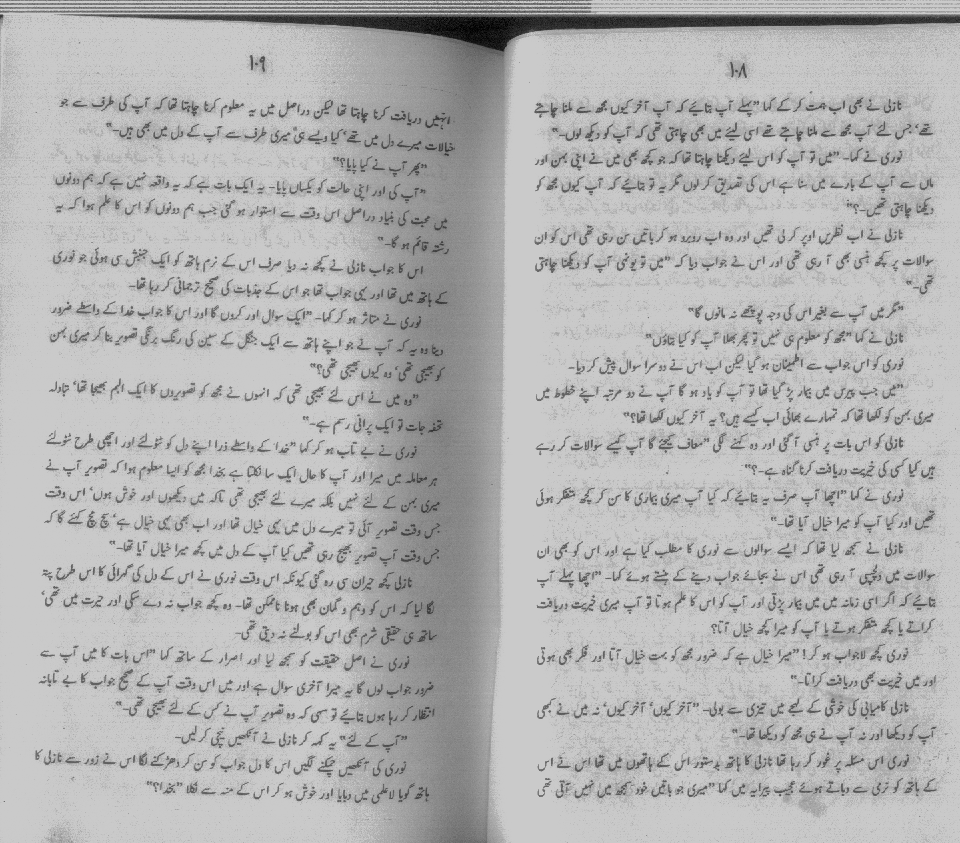 ۱۰۸
نازلی نے بھی اب ہمت کر کے کہا "پہلے آپ بتائیے کہ آپ آخر کیوں مجھ سے ملنا چاہتے
تھے، جس لئے آپ مجھ سے ملنا چاہتے تھے اسی لیئے میں بھی چاہتی تھی کہ آپ کو دیکھ لوں۔"
نوری نے کہا۔ "میں تو آپ کو اس لیئے دیکھنا چاہتا تھا کہ جو کچھ بھی میں نے اپنی بہن اور
ماں سے آپ کے بارے میں سنا ہے اس کی تصدیق کر لوں مگر یہ تو بتائیے کہ آپ کیوں مجھ کو
دیکھنا چاہتی تھیں۔؟"
نازلی نے اب نظریں اوپر کر لی تھیں اور وہ اب روبرو ہو کر باتیں سن رہی تھی اس کو ان
سوالات پر کچھ ہنسی بھی آ رہی تھی اور اس نے جواب دیا کہ "میں تو یونہی آپ کو دیکھنا چاہتی
تھی۔"
"مگر میں آپ سے بغیر اس کی وجہ پوچھے نہ مانوں گا"
نازلی نے کہا "مجھ کو معلوم ہی نہیں تو پھر بھلا آپ کو کیا بتاؤں"
نوری کو اس جواب سے اطمینان ہو گیا لیکن اب اس نے دوسرا سوال پیش کر دیا۔
"میں جب پیرس میں بیمار پڑ گیا تھا تو آپ کو یاد ہو گا آپ نے دو مرتبہ اپنے خطوط میں
میری بہن کو لکھا تھا کہ تمہارے بھائی اب کیسے ہیں؟ یہ آخر کیوں لکھا تھا؟"
نازلی کو اس بات پر ہنسی آ گئی اور وہ کہنے لگی "معاف کیجئے گا آپ کیسے سوالات کر رہے
ہیں کیا کسی کی خیریت دریافت کرنا گناہ ہے۔؟"
نوری نے کہا "اچھا آپ صرف یہ بتائیے کہ کیا آپ میری بیماری کا سن کر کچھ متفکر ہوئی
تھیں اور کیا آپ کو میرا خیال آیا تھا۔"
نازلی نے سمجھ لیا تھا کہ ایسے سوالوں سے نوری کا مطلب کیا ہے اور اس کو بھی ان
سوالات میں دلچسپی آ رہی تھی اس نے بجائے جواب دینے کے ہنستے ہوئے کہا۔ "اچھا پہلے آپ
بتائیے کہ اگر اسی زمانہ میں میں بیمار پڑتی اور آپ کو اس کا علم ہوتا تو آپ میری خیریت دریافت
کراتے یا کچھ متفکر ہوتے یا آپ کو میرا کچھ خیال آتا؟
نوری کچھ لاجواب ہو کر! "میرا خیال ہے کہ ضرور مجھ کو بہت خیال آتا اور فکر بھی ہوتی
اور میں خیریت بھی دریافت کراتا۔"
نازلی کامیابی کی خوشی کے لہجے میں تیزی سے بولی۔ "آخر کیوں، آخر کیوں، نہ میں نے کبھی
آپ کو دیکھا اور نہ آپ نے ہی مجھ کو دیکھا تھا۔"
نوری اس مسئلہ پر غور کر رہا تھا نازلی کا ہاتھ بدستور اس کے ہاتھوں میں تھا اس نے اس
کے ہاتھ کو نرمی سے دباتے ہوئے عجیب پیرایہ میں کہا "میری جو باتیں خود سمجھ میں نہیں آتی تھی
۱۰۹
انہیں دریافت کرنا چاہتا تھا لیکن دراصل میں یہ معلوم کرنا چاہتا تھا کہ آپ کی طرف سے جو
خیالات میرے دل میں تھے، کیا ویسے ہی میری طرف سے آپ کے دل میں بھی ہیں۔"
"پھر آپ نے کیا پایا؟"
"آپ کی اور اپنی حالت کو یکساں پایا۔ یہ ایک بات ہے کہ یہ واقعہ نہیں ہے کہ ہم دونوں
میں محبت کی بنیاد دراصل اس وقت سے استوار ہو گئی جب ہم دونوں کو اس کا علم ہوا کہ یہ
رشتہ قائم ہو گا۔"
اس کا جواب نازلی نے کچھ نہ دیا صرف اس کے نرم ہاتھ کو ایک جنبش سی ہوئی جو نوری
کے ہاتھ میں تھا اور یہی جواب تھا جو اس کے جذبات کی صحیح ترجمانی کر رہا تھا۔
نوری نے متاثر ہو کر کہا۔ "ایک سوال اور کروں گا اور اس کا جواب خدا کے واسطے ضرور
دینا وہ یہ کہ آپ نے جو اپنے ہاتھ سے ایک جنگل کے سین کی رنگ برنگی تصویر بنا کر میری بہن
کو بھیجی تھی، وہ کیوں بھیجی تھی؟"
"وہ میں نے اس لئے بھیجی تھی کہ انہوں نے مجھ کو تصویروں کا ایک البم بھیجا تھا، تبادلہ
تحفہ جات تو ایک پرانی رسم ہے۔"
نوری نے بے تاب ہو کر کہا "خدا کے واسطے ذرا اپنے دل کو ٹٹولئے اور اچھی طرح ٹٹولئے
ہر معاملہ میں میرا اور آپ کا حال ایک سا نکلتا ہے بخدا مجھ کو ایسا معلوم ہوا کہ تصویر آپ نے
میری بہن کے لئے نہیں بلکہ میرے لئے بھیجی تھی تاکہ میں دیکھوں اور خوش ہوں، اس وقت
جس وقت تصویر آئی تو میرے دل میں یہی خیال تھا اور اب بھی یہی خیال ہے، سچ سچ کہئے گا کہ
جس وقت آپ تصویر بھیج رہی تھیں کیا آپ کے دل میں کچھ میرا خیال آیا تھا۔"
نازلی کچھ حیران سی رہ گئی کیونکہ اس وقت نوری نے اس کے دل کی گہرائی کا اس طرح پتہ
لگا لیا کہ اس کو وہم و گمان بھی ہونا ناممکن تھا۔ وہ کچھ جواب نہ دے سکی اور حیرت میں تھی،
ساتھ ہی حقیقی شرم بھی اس کو بولنے نہ دیتی تھی۔
نوری نے اصل حقیقت کو سمجھ لیا اور اصرار کے ساتھ کہا "اس بات کا میں آپ سے
ضرور جواب لوں گا یہ میرا آخری سوال ہے اور میں اس وقت آپ کے صحیح جواب کا بے تابانہ
انتظار کر رہا ہوں بتائیے تو سہی کہ وہ تصویر آپ نے کس کے لئے بھیجی تھی۔"
"آپ کے لئے" یہ کہہ کر نازلی نے آنکھیں نیچی کر لیں۔
نوری کی آنکھیں چمکنے لگیں اس کا دل جواب کو سن کر دھڑکنے لگا اس نے زور سے نازلی کا
ہاتھ گویا لاعلمی میں دبایا اور خوش ہو کر اس کے منہ سے نکلا "بخدا؟"